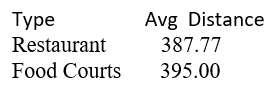 Type Avg Distance
Restaurant 387.77
Food Courts 395.00